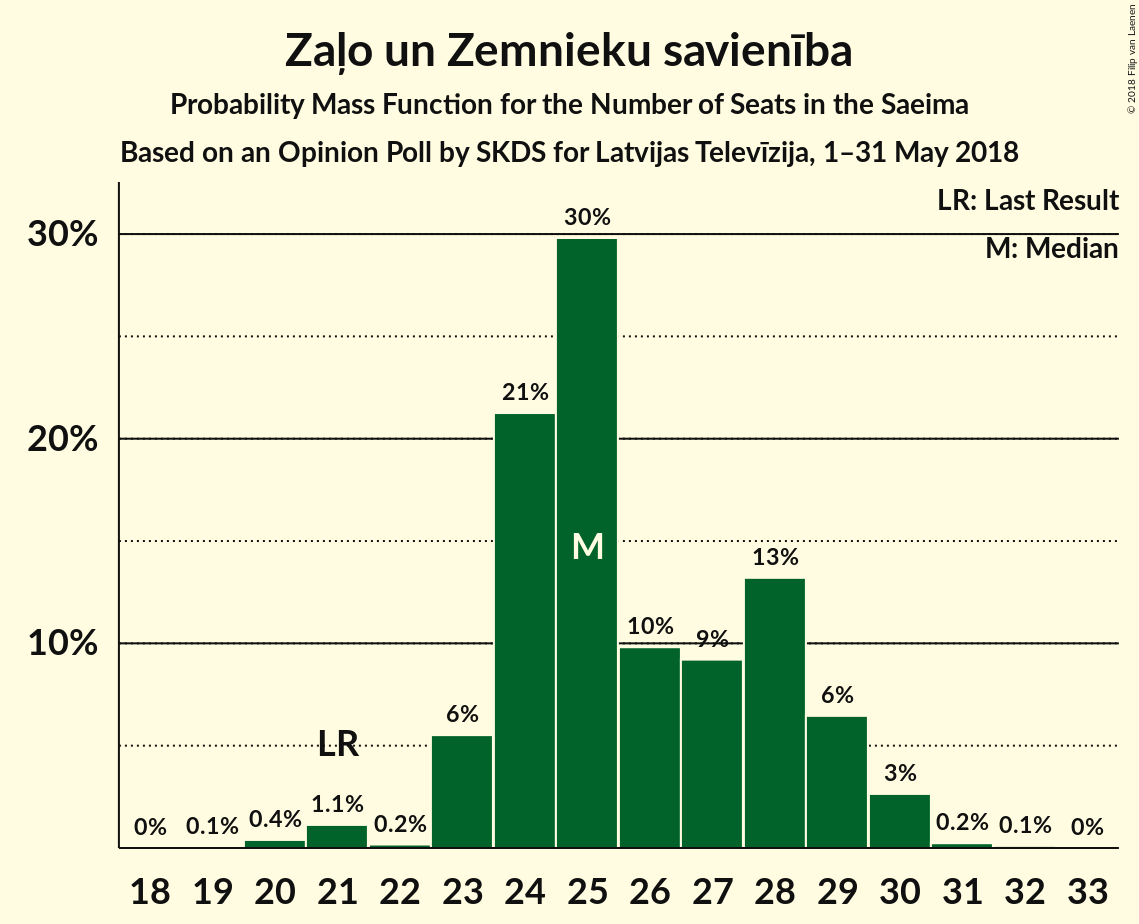 Zaļo un Zemnieku savienība
Probability Mass Function for the Number of Seats in the Saeima
Based on an Opinion Poll by SKDS for Latvijas Televīzija, 1–31 May 2018
© 2018 Filip van Laenen
LR: Last Result
M: Median
30%
20%
10%
0%
0.1%
0.4%
1.1%
0.2%
6%
21%
30%
10%
9%
13%
6%
3%
0.2%
0.1%
0%
LR
M
18 19 20 21 22 23 24 25 26 27 28 29 30 31 32 33